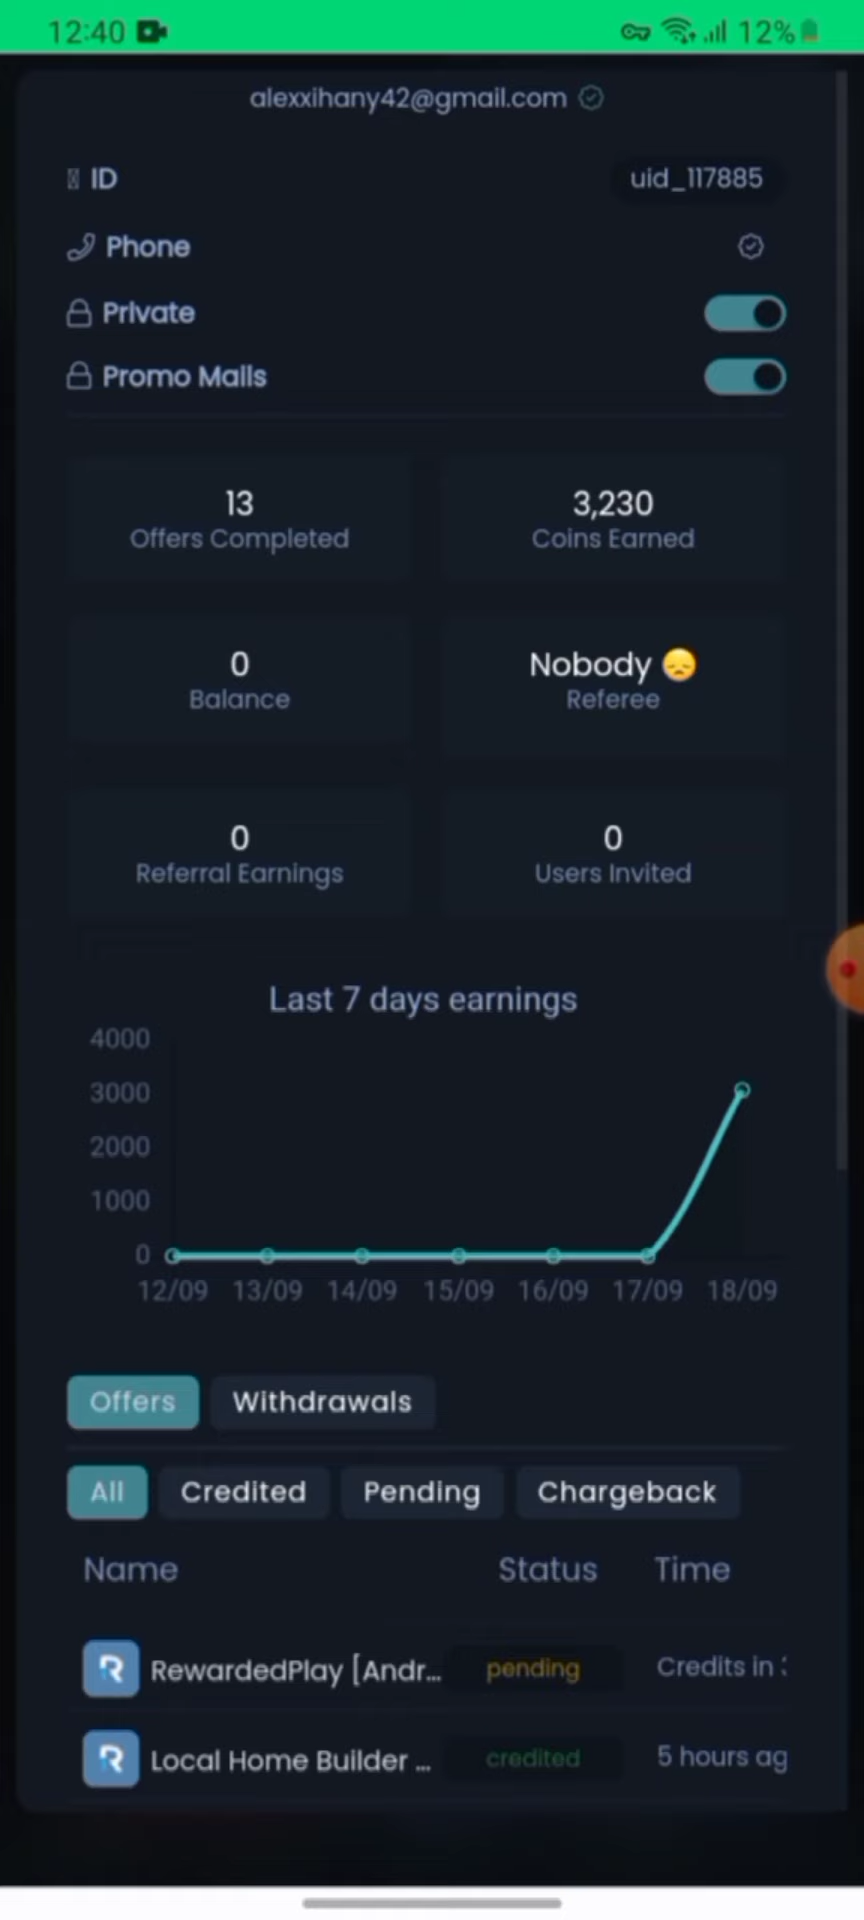 12:40 12%
alexxihany42@gmail.com
ID uid_117885
Phone
Private
Promo Mails
13 3,230
Offers Completed Coins Earned
0 Nobody 😞
Balance Referee
0 0
Referral Earnings Users Invited
Last 7 days earnings
4000
3000
2000
1000
0
12/09 13/09 14/09 15/09 16/09 17/09 18/09
Offers Withdrawals
All Credited Pending Chargeback
Name Status Time
RewardedPlay [Andr... pending Credits in
Local Home Builder ... credited 5 hours ag